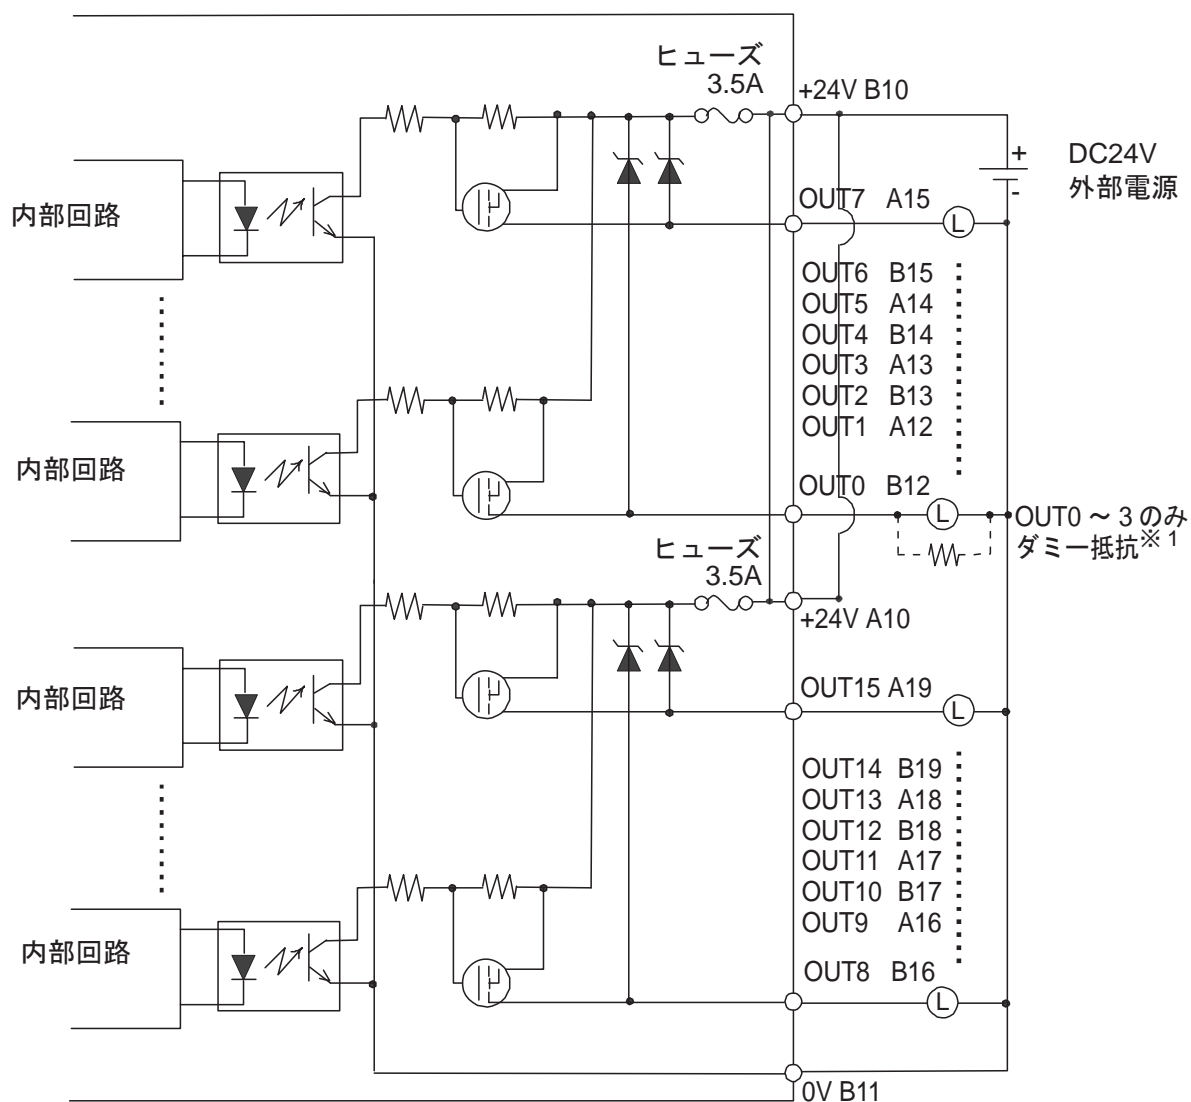 ヒューズ
3.5A
+24V B10
+
DC24V
外部電源
-
内部回路
OUT7 A15
L
OUT6 B15
OUT5 A14
OUT4 B14
OUT3 A13
OUT2 B13
OUT1 A12
内部回路
OUT0 B12
L
OUT0 ~ 3 のみ
ダミー抵抗※1
ヒューズ
3.5A
+24V A10
内部回路
OUT15 A19
L
OUT14 B19
OUT13 A18
OUT12 B18
OUT11 A17
OUT10 B17
OUT9 A16
内部回路
OUT8 B16
L
0V B11